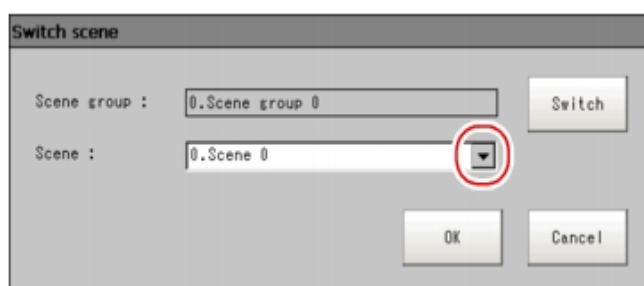 Switch scene
Scene group : 0.Scene group 0 Switch
Scene : 0.Scene 0
OK Cancel